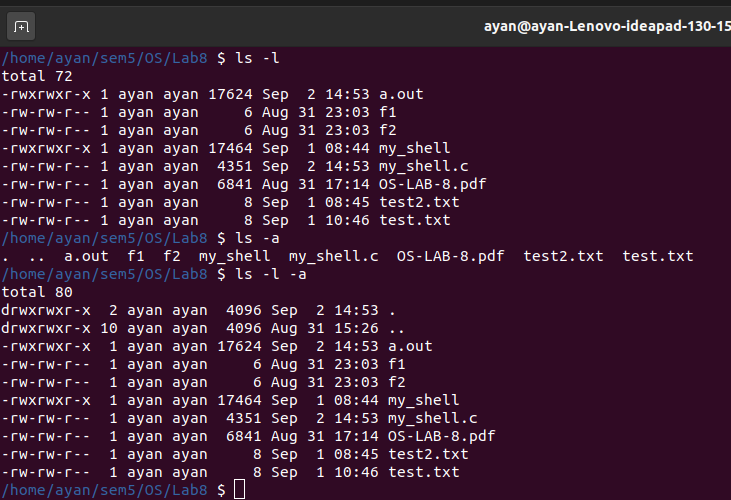 ayan@ayan-Lenovo-ideapad-130-15
/home/ayan/sem5/OS/Lab8 $ ls -l
total 72
-rwxrwxr-x 1 ayan ayan 17624 Sep  2 14:53 a.out
-rw-rw-r-- 1 ayan ayan     6 Aug 31 23:03 f1
-rw-rw-r-- 1 ayan ayan     6 Aug 31 23:03 f2
-rwxrwxr-x 1 ayan ayan 17464 Sep  1 08:44 my_shell
-rw-rw-r-- 1 ayan ayan  4351 Sep  2 14:53 my_shell.c
-rw-rw-r-- 1 ayan ayan  6841 Aug 31 17:14 OS-LAB-8.pdf
-rw-rw-r-- 1 ayan ayan     8 Sep  1 08:45 test2.txt
-rw-rw-r-- 1 ayan ayan     8 Sep  1 10:46 test.txt
/home/ayan/sem5/OS/Lab8 $ ls -a
.  ..  a.out  f1  f2  my_shell  my_shell.c  OS-LAB-8.pdf  test2.txt  test.txt
/home/ayan/sem5/OS/Lab8 $ ls -l -a
total 80
drwxrwxr-x  2 ayan ayan  4096 Sep  2 14:53 .
drwxrwxr-x 10 ayan ayan  4096 Aug 31 15:26 ..
-rwxrwxr-x  1 ayan ayan 17624 Sep  2 14:53 a.out
-rw-rw-r--  1 ayan ayan     6 Aug 31 23:03 f1
-rw-rw-r--  1 ayan ayan     6 Aug 31 23:03 f2
-rwxrwxr-x  1 ayan ayan 17464 Sep  1 08:44 my_shell
-rw-rw-r--  1 ayan ayan  4351 Sep  2 14:53 my_shell.c
-rw-rw-r--  1 ayan ayan  6841 Aug 31 17:14 OS-LAB-8.pdf
-rw-rw-r--  1 ayan ayan     8 Sep  1 08:45 test2.txt
-rw-rw-r--  1 ayan ayan     8 Sep  1 10:46 test.txt
/home/ayan/sem5/OS/Lab8 $